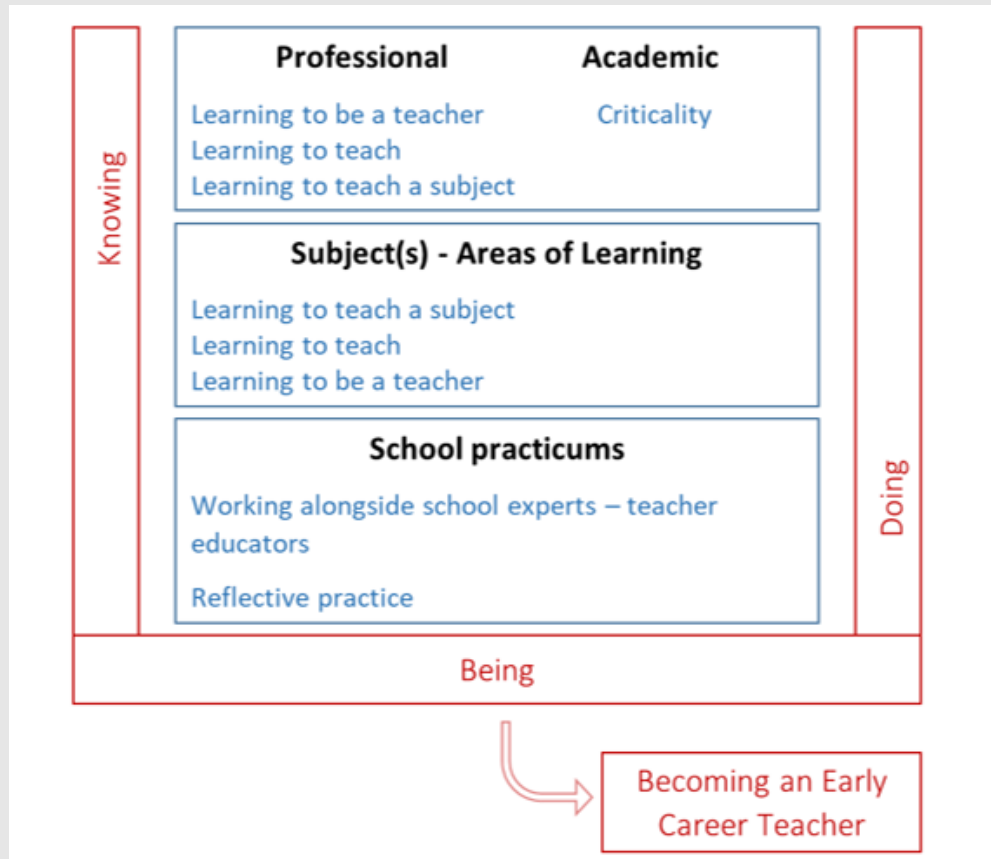 Professional
Academic
Learning to be a teacher
Criticality
Learning to teach
Learning to teach a subject
Knowing
Subject(s) - Areas of Learning
Learning to teach a subject
Learning to teach
Learning to be a teacher
School practicums
Working alongside school experts – teacher
educators
Reflective practice
Doing
Being
Becoming an Early
Career Teacher